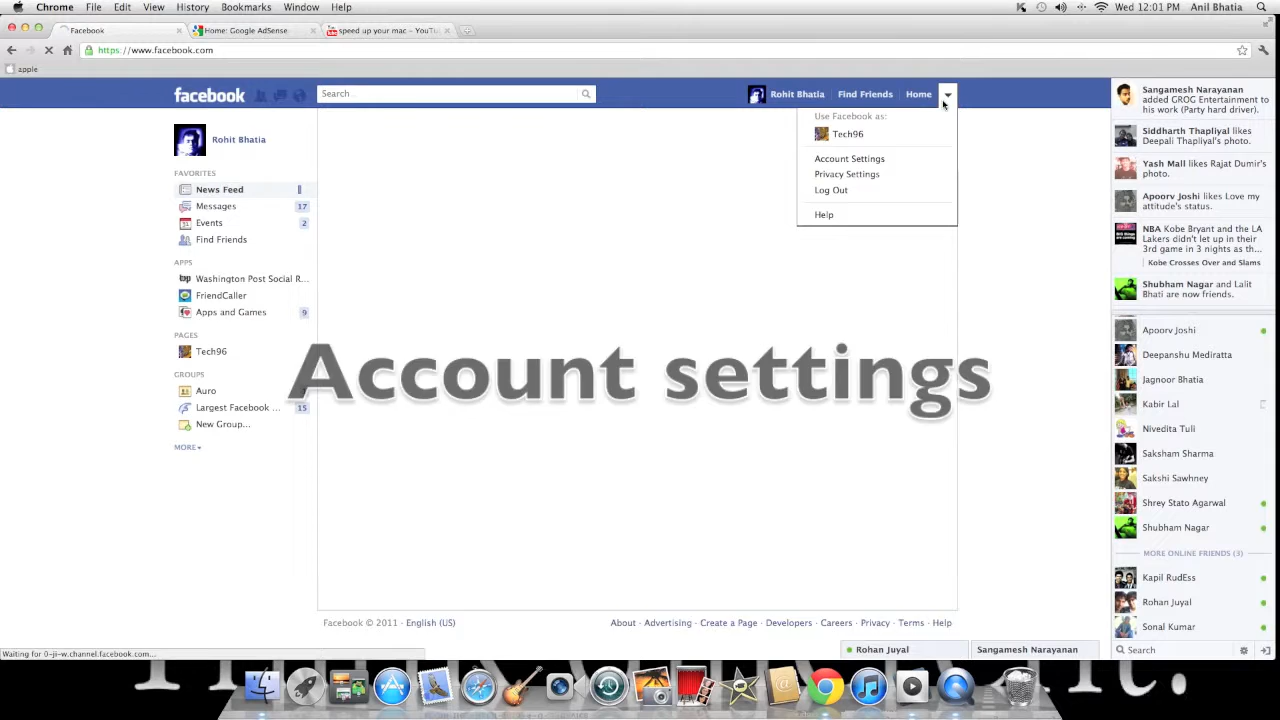 Chrome File Edit View History Bookmarks Window Help Wed 12:01 PM Anil Bhatia
Facebook Home: Google AdSense speed up your mac - YouTu
https://www.facebook.com
apple
facebook Search Rohit Bhatia Find Friends Home
Use Facebook as:
Tech96
Account Settings
Privacy Settings
Log Out
Help
Rohit Bhatia
FAVORITES
News Feed
Messages 17
Events 2
Find Friends
APPS
Washington Post Social R...
FriendCaller
Apps and Games 9
PAGES
Tech96
GROUPS
Auro
Largest Facebook ... 15
New Group...
MORE
Account settings
Sangamesh Narayanan
added GROG Entertainment to
his work (Party hard driver).
Siddharth Thapliyal likes
Deepali Thapliyal's photo.
Yash Mall likes Rajat Dumir's
photo.
Apoorv Joshi likes Love my
attitude's status.
NBA Kobe Bryant and the LA
Lakers didn't let up in their
3rd game in 3 nights as th...
Kobe Crosses Over and Slams
Shubham Nagar and Lalit
Bhati are now friends.
Apoorv Joshi
Deepanshu Mediratta
Jagnoor Bhatia
Kabir Lal
Nivedita Tuli
Saksham Sharma
Sakshi Sawhney
Shrey Stato Agarwal
Shubham Nagar
MORE ONLINE FRIENDS (3)
Kapil RudEss
Rohan Juyal
Sonal Kumar
Search
Facebook © 2011 · English (US)
About · Advertising · Create a Page · Developers · Careers · Privacy · Terms · Help
Rohan Juyal Sangamesh Narayanan
Waiting for 0-ji-w.channel.facebook.com...